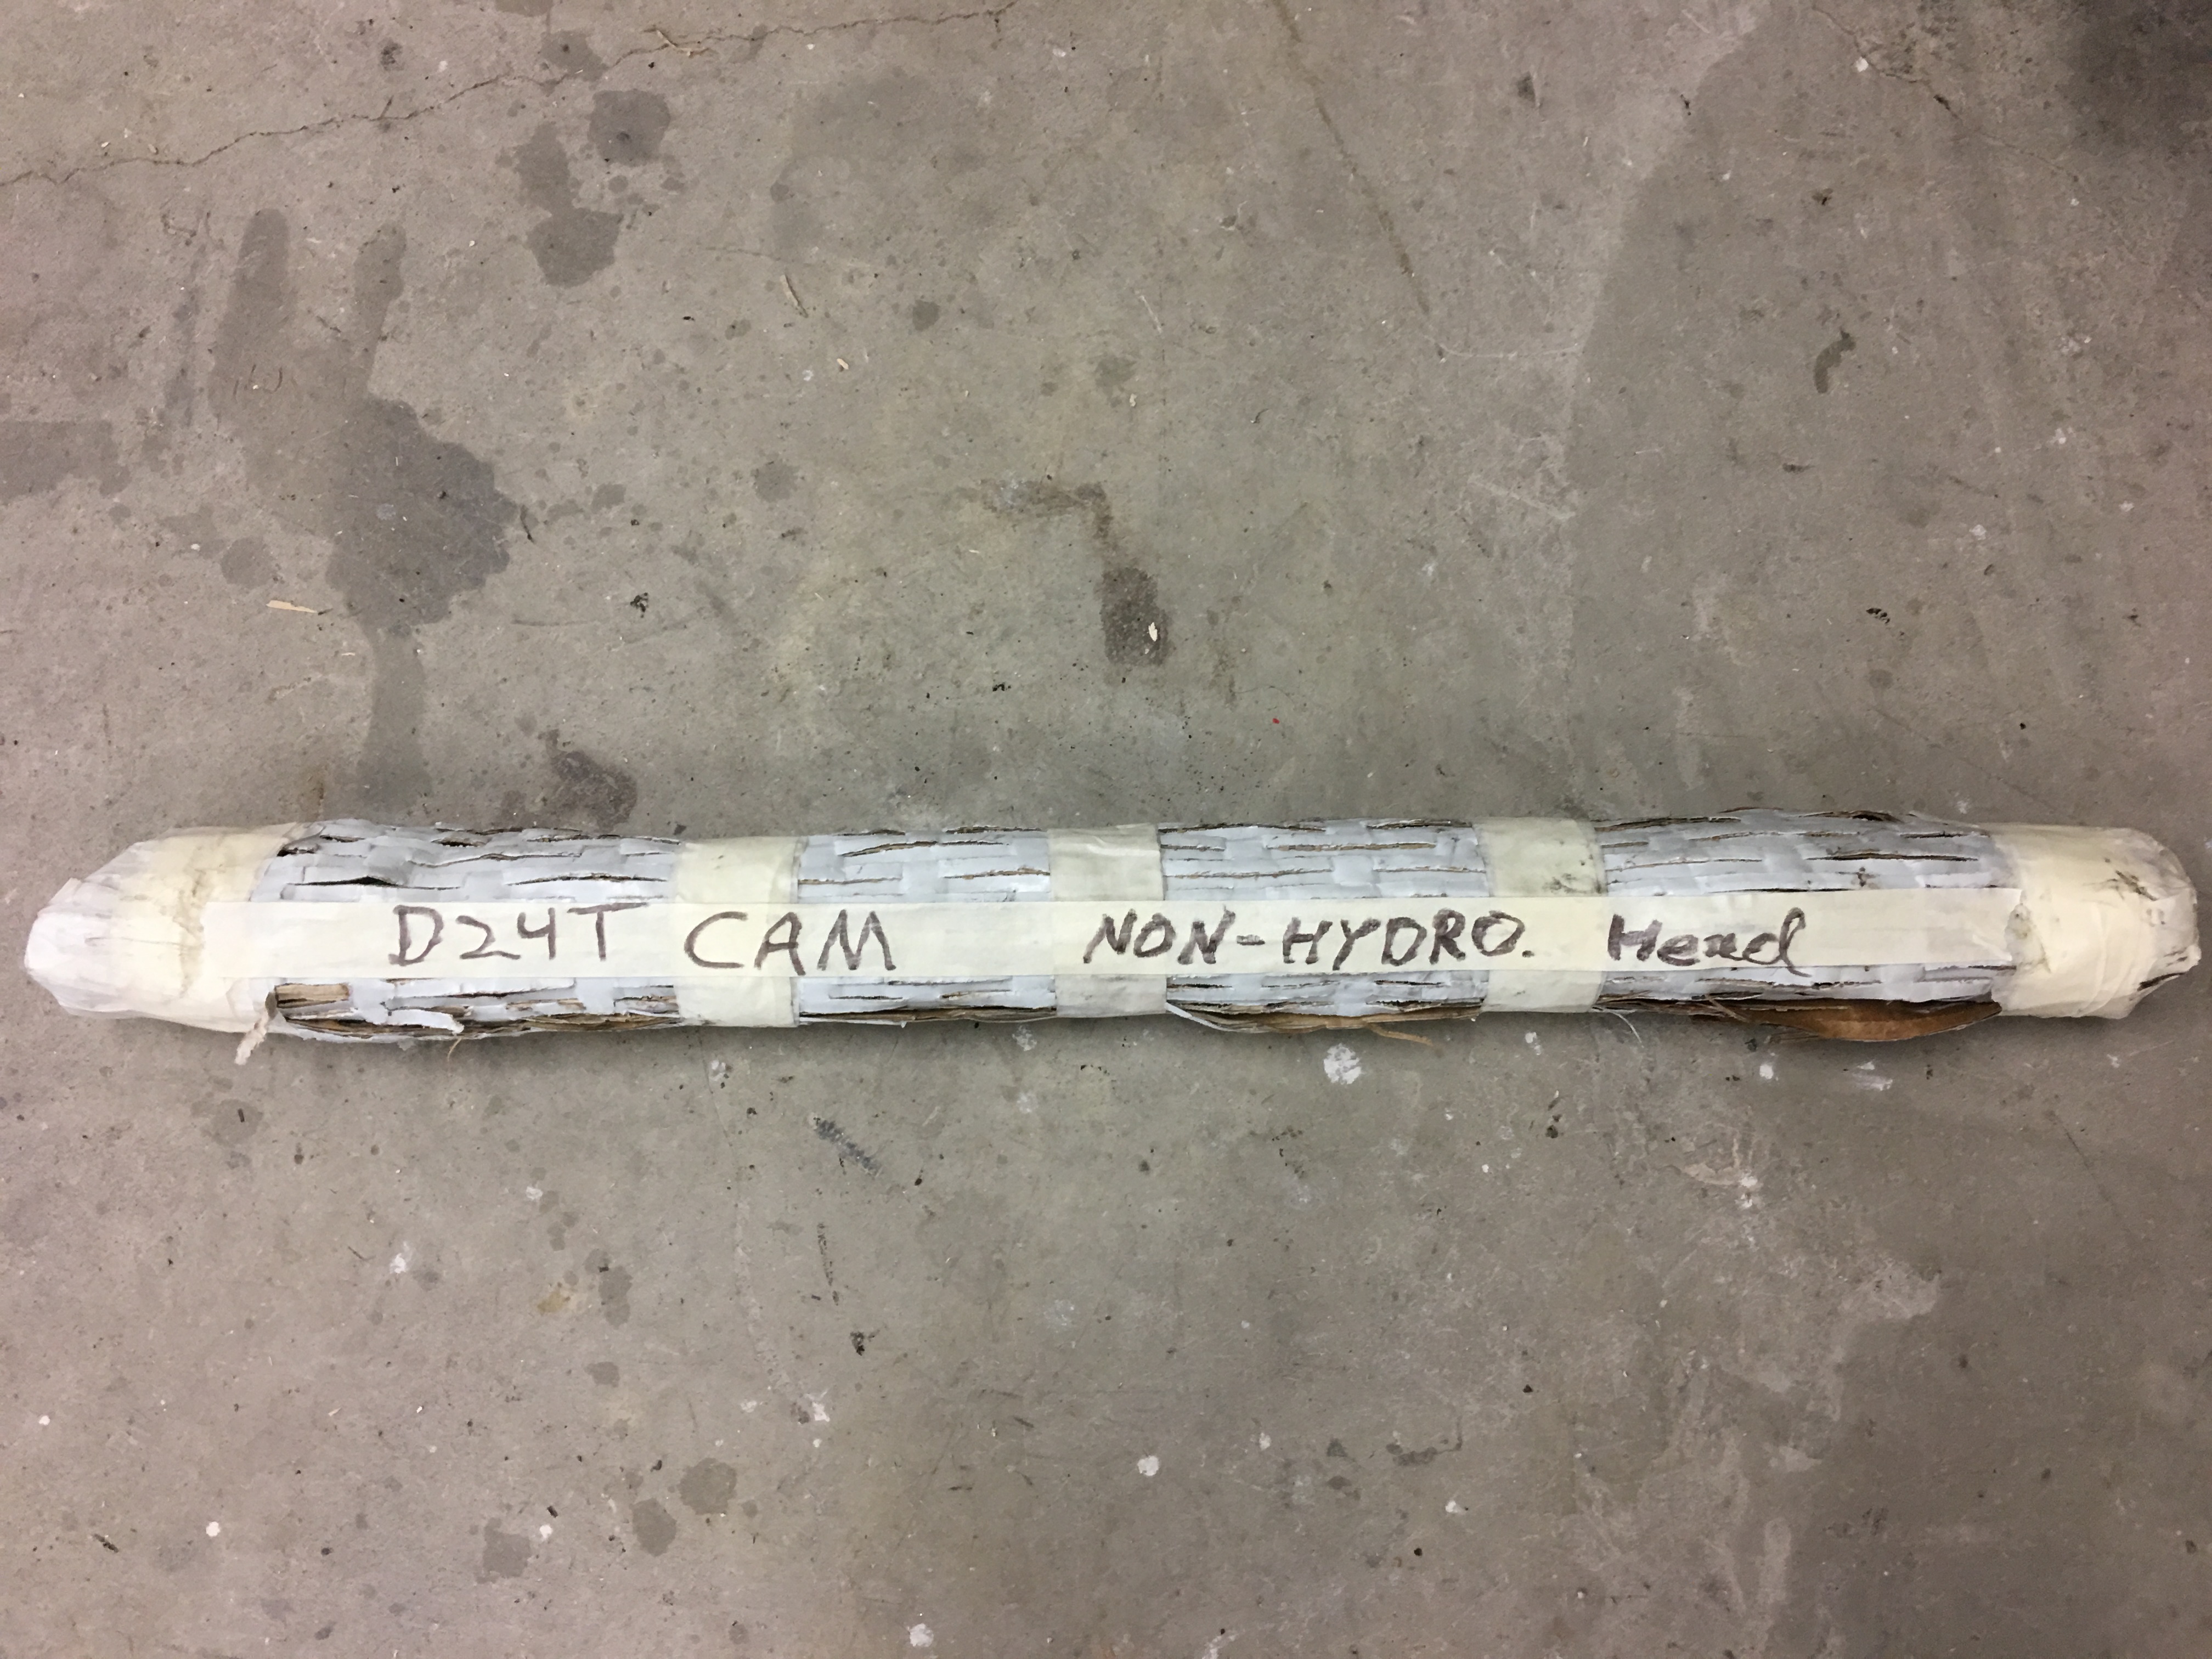 D24T CAM NON-HYDRO. Head